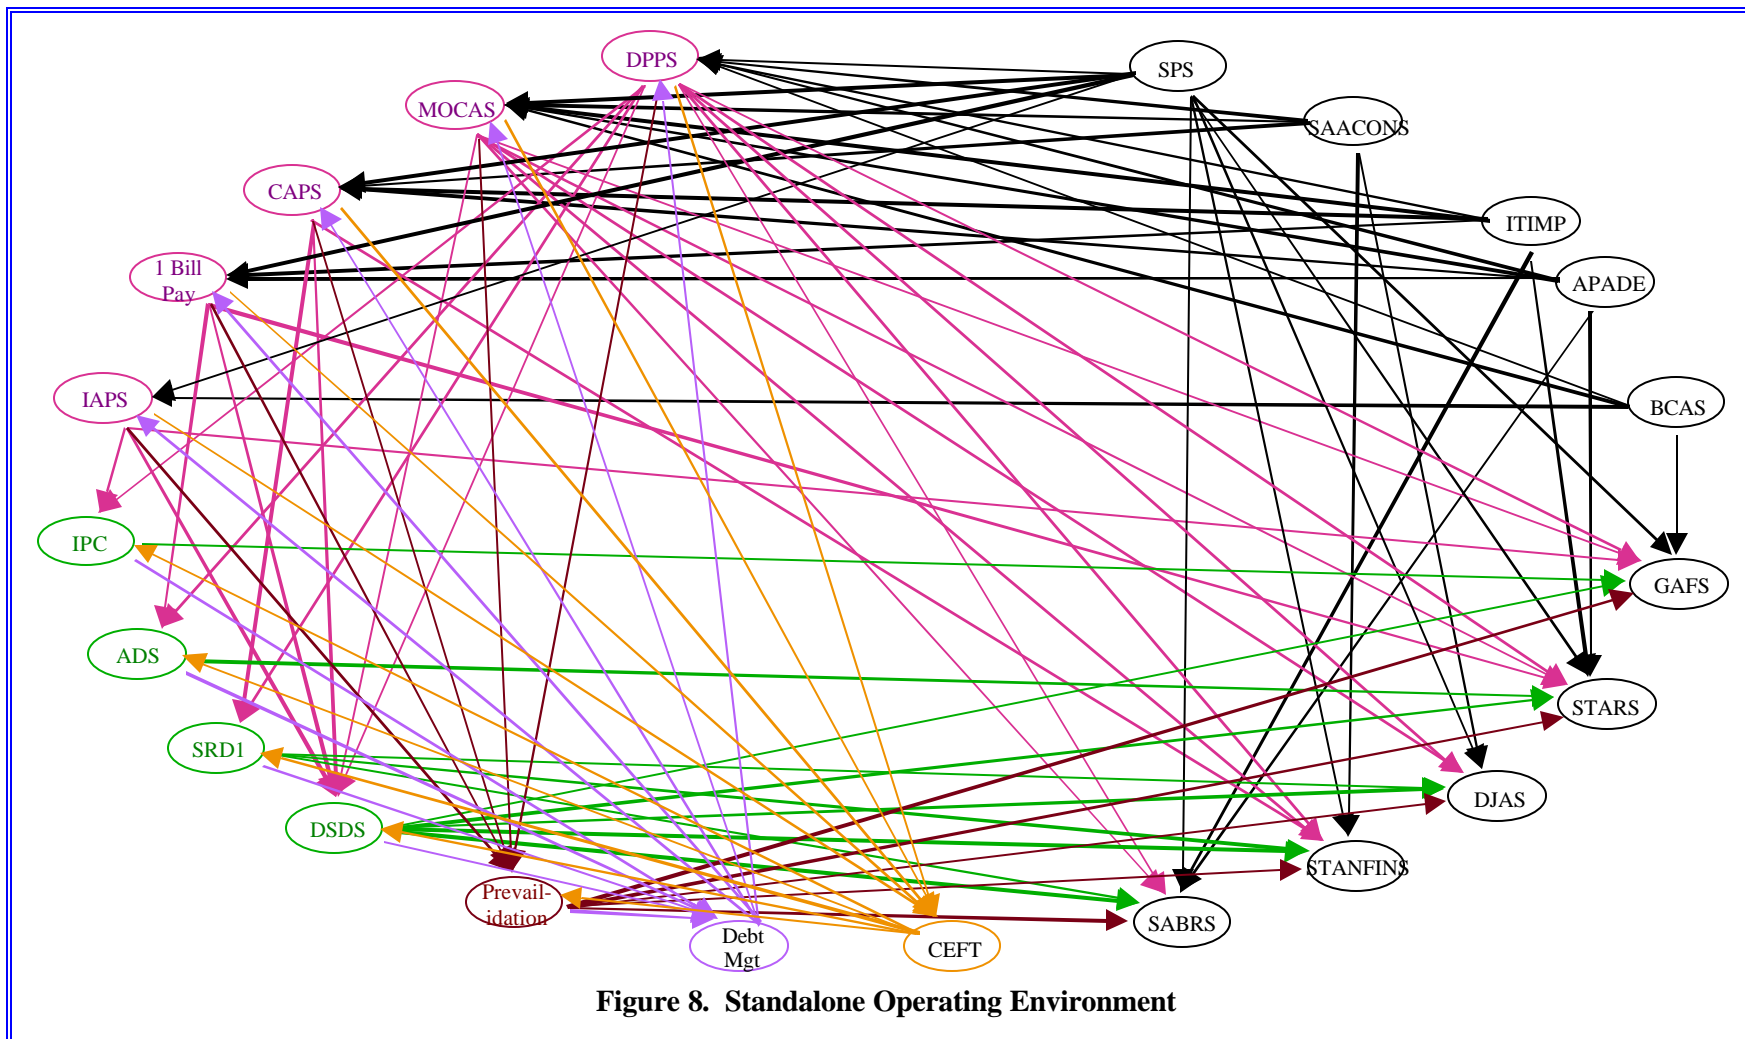 DPPS
SPS
MOCAS
SAACONS
CAPS
ITIMP
1 Bill
Pay
APADE
IAPS
BCAS
IPC
GAFS
ADS
STARS
SRD1
DJAS
DSDS
STANFINS
Prevail-
idation
SABRS
Debt
Mgt
CEFT
Figure 8. Standalone Operating Environment